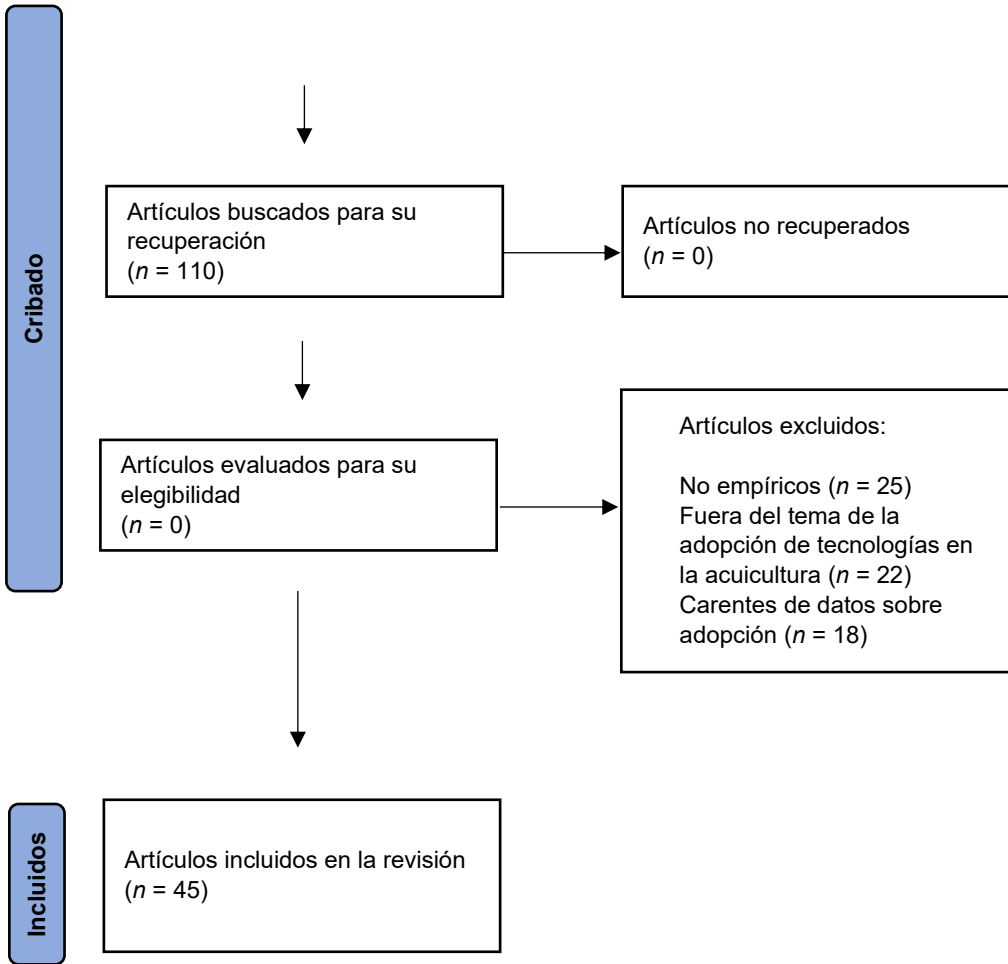 Cribado
Artículos buscados para su
recuperación
(n = 110)
Artículos no recuperados
(n = 0)
Artículos evaluados para su
elegibilidad
(n = 0)
Artículos excluidos:
No empíricos (n = 25)
Fuera del tema de la
adopción de tecnologías en
la acuicultura (n = 22)
Carentes de datos sobre
adopción (n = 18)
Incluidos
Artículos incluidos en la revisión
(n = 45)